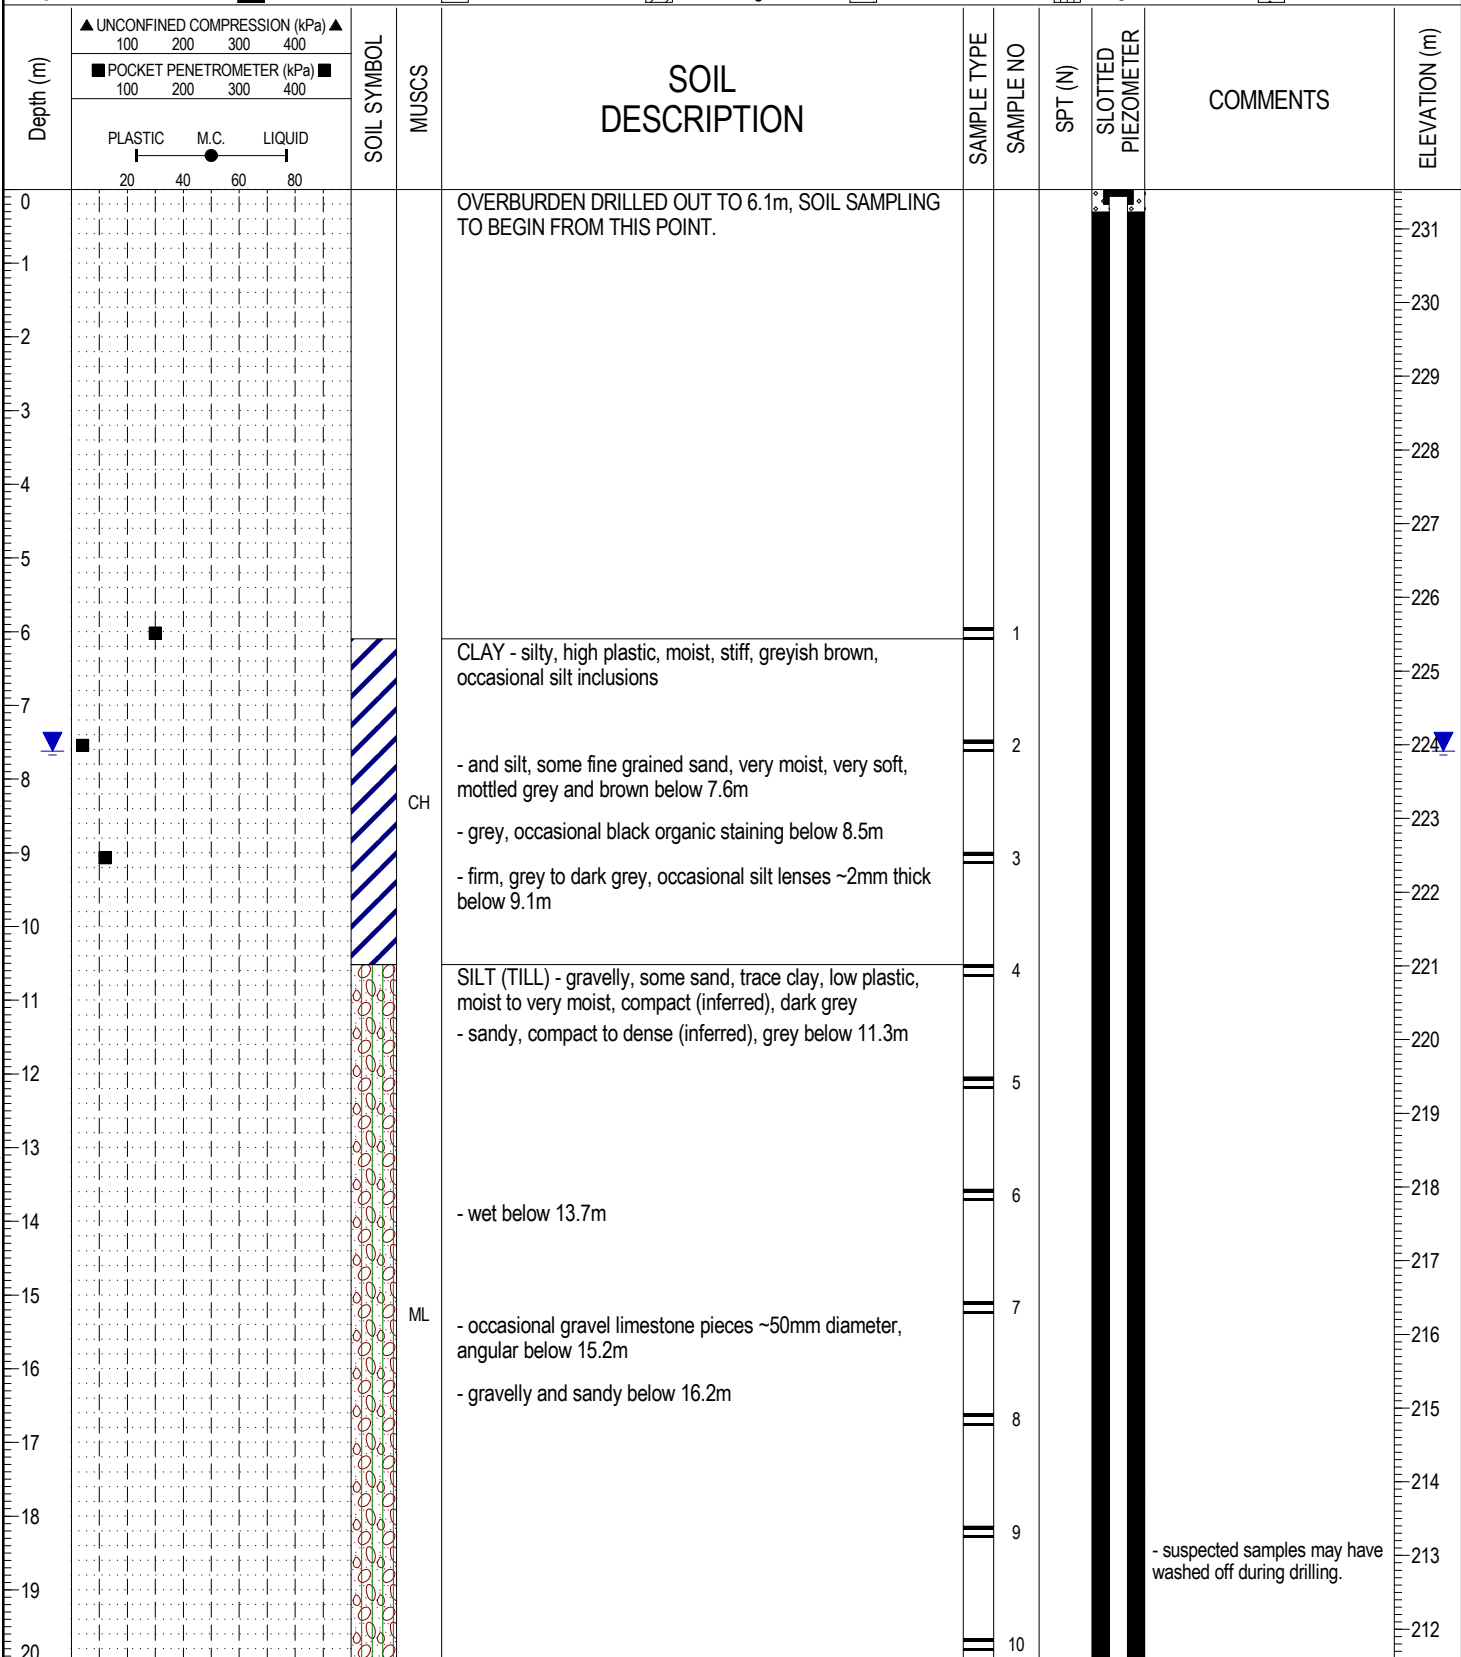 ▲ UNCONFINED COMPRESSION (kPa) ▲
100 200 300 400
■ POCKET PENETROMETER (kPa) ■
100 200 300 400
PLASTIC M.C. LIQUID
20 40 60 80
Depth (m)
SOIL SYMBOL
MUSCS
SOIL
DESCRIPTION
SAMPLE TYPE
SAMPLE NO
SPT (N)
SLOTTED
PIEZOMETER
COMMENTS
ELEVATION (m)
0
1
2
3
4
5
6
7
8
9
10
11
12
13
14
15
16
17
18
19
20
CH
ML
OVERBURDEN DRILLED OUT TO 6.1m, SOIL SAMPLING
TO BEGIN FROM THIS POINT.
CLAY - silty, high plastic, moist, stiff, greyish brown,
occasional silt inclusions
- and silt, some fine grained sand, very moist, very soft,
mottled grey and brown below 7.6m
- grey, occasional black organic staining below 8.5m
- firm, grey to dark grey, occasional silt lenses ~2mm thick
below 9.1m
SILT (TILL) - gravelly, some sand, trace clay, low plastic,
moist to very moist, compact (inferred), dark grey
- sandy, compact to dense (inferred), grey below 11.3m
- wet below 13.7m
- occasional gravel limestone pieces ~50mm diameter,
angular below 15.2m
- gravelly and sandy below 16.2m
1
2
3
4
5
6
7
8
9
10
- suspected samples may have
washed off during drilling.
231
230
229
228
227
226
225
224
223
222
221
220
219
218
217
216
215
214
213
212